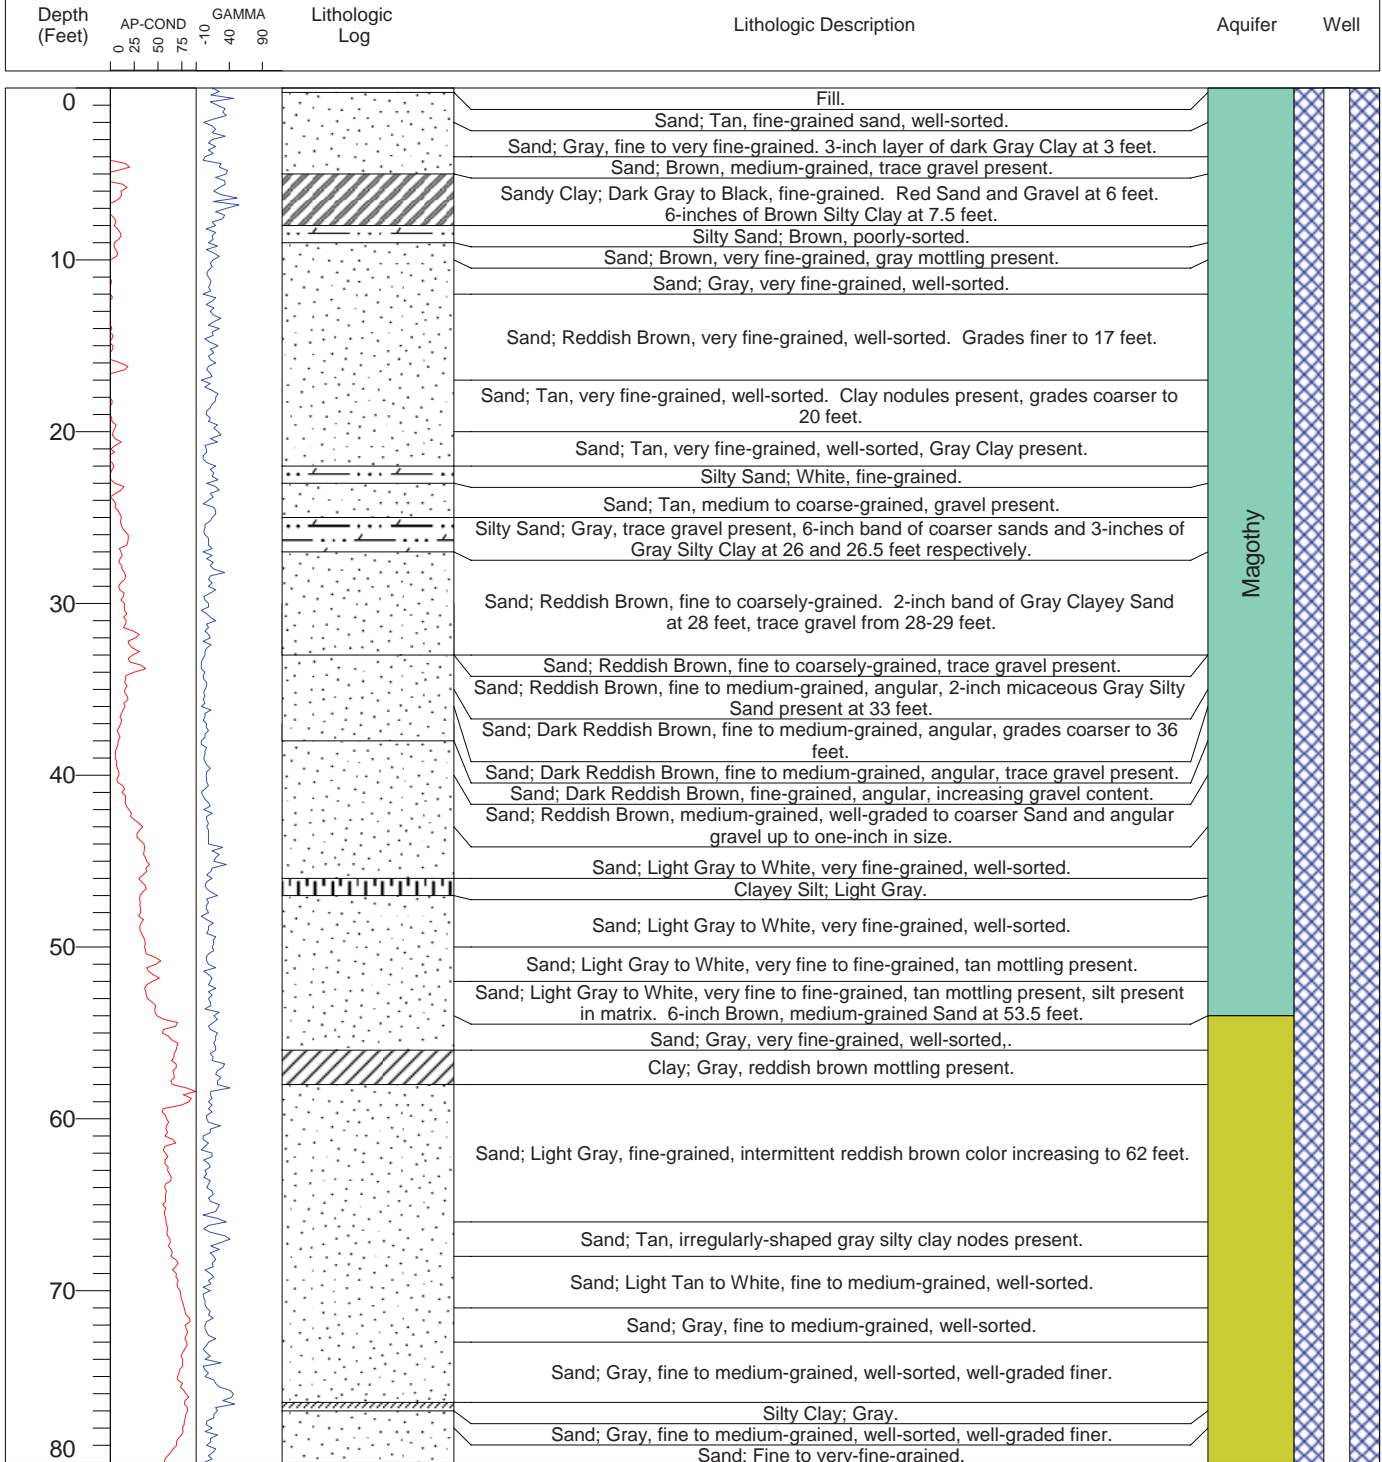 Depth
(Feet)
AP-COND
0 25 50 75
GAMMA
-10 40 90
Lithologic
Log
Lithologic Description
Aquifer
Well
0
Fill.
Sand; Tan, fine-grained sand, well-sorted.
Sand; Gray, fine to very fine-grained. 3-inch layer of dark Gray Clay at 3 feet.
Sand; Brown, medium-grained, trace gravel present.
Sandy Clay; Dark Gray to Black, fine-grained. Red Sand and Gravel at 6 feet.
6-inches of Brown Silty Clay at 7.5 feet.
Silty Sand; Brown, poorly-sorted.
10
Sand; Brown, very fine-grained, gray mottling present.
Sand; Gray, very fine-grained, well-sorted.
Sand; Reddish Brown, very fine-grained, well-sorted. Grades finer to 17 feet.
Sand; Tan, very fine-grained, well-sorted. Clay nodules present, grades coarser to
20 feet.
20
Sand; Tan, very fine-grained, well-sorted, Gray Clay present.
Silty Sand; White, fine-grained.
Sand; Tan, medium to coarse-grained, gravel present.
Silty Sand; Gray, trace gravel present, 6-inch band of coarser sands and 3-inches of
Gray Silty Clay at 26 and 26.5 feet respectively.
Magothy
30
Sand; Reddish Brown, fine to coarsely-grained. 2-inch band of Gray Clayey Sand
at 28 feet, trace gravel from 28-29 feet.
Sand; Reddish Brown, fine to coarsely-grained, trace gravel present.
Sand; Reddish Brown, fine to medium-grained, angular, 2-inch micaceous Gray Silty
Sand present at 33 feet.
Sand; Dark Reddish Brown, fine to medium-grained, angular, grades coarser to 36
feet.
40
Sand; Dark Reddish Brown, fine to medium-grained, angular, trace gravel present.
Sand; Dark Reddish Brown, fine-grained, angular, increasing gravel content.
Sand; Reddish Brown, medium-grained, well-graded to coarser Sand and angular
gravel up to one-inch in size.
Sand; Light Gray to White, very fine-grained, well-sorted.
Clayey Silt; Light Gray.
Sand; Light Gray to White, very fine-grained, well-sorted.
50
Sand; Light Gray to White, very fine to fine-grained, tan mottling present.
Sand; Light Gray to White, very fine to fine-grained, tan mottling present, silt present
in matrix. 6-inch Brown, medium-grained Sand at 53.5 feet.
Sand; Gray, very fine-grained, well-sorted,.
Clay; Gray, reddish brown mottling present.
60
Sand; Light Gray, fine-grained, intermittent reddish brown color increasing to 62 feet.
Sand; Tan, irregularly-shaped gray silty clay nodes present.
70
Sand; Light Tan to White, fine to medium-grained, well-sorted.
Sand; Gray, fine to medium-grained, well-sorted.
Sand; Gray, fine to medium-grained, well-sorted, well-graded finer.
Silty Clay; Gray.
Sand; Gray, fine to medium-grained, well-sorted, well-graded finer.
80
Sand; Fine to very-fine-grained.